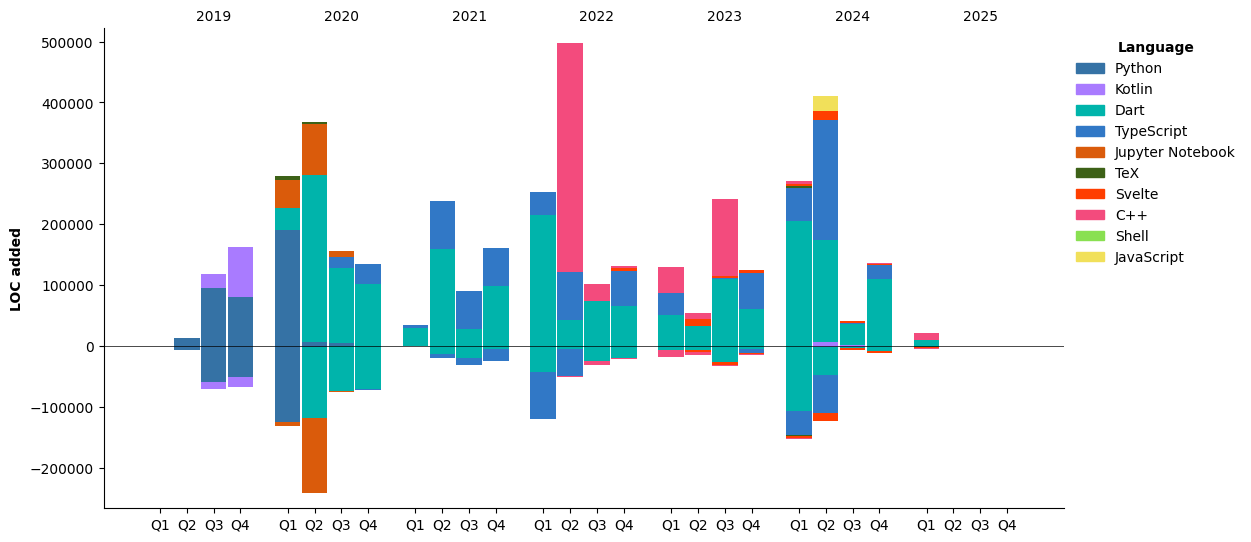 2019 2020 2021 2022 2023 2024 2025
LOC added
500000
400000
300000
200000
100000
0
−100000
−200000
Q1 Q2 Q3 Q4 Q1 Q2 Q3 Q4 Q1 Q2 Q3 Q4 Q1 Q2 Q3 Q4 Q1 Q2 Q3 Q4 Q1 Q2 Q3 Q4 Q1 Q2 Q3 Q4
Language
Python
Kotlin
Dart
TypeScript
Jupyter Notebook
TeX
Svelte
C++
Shell
JavaScript